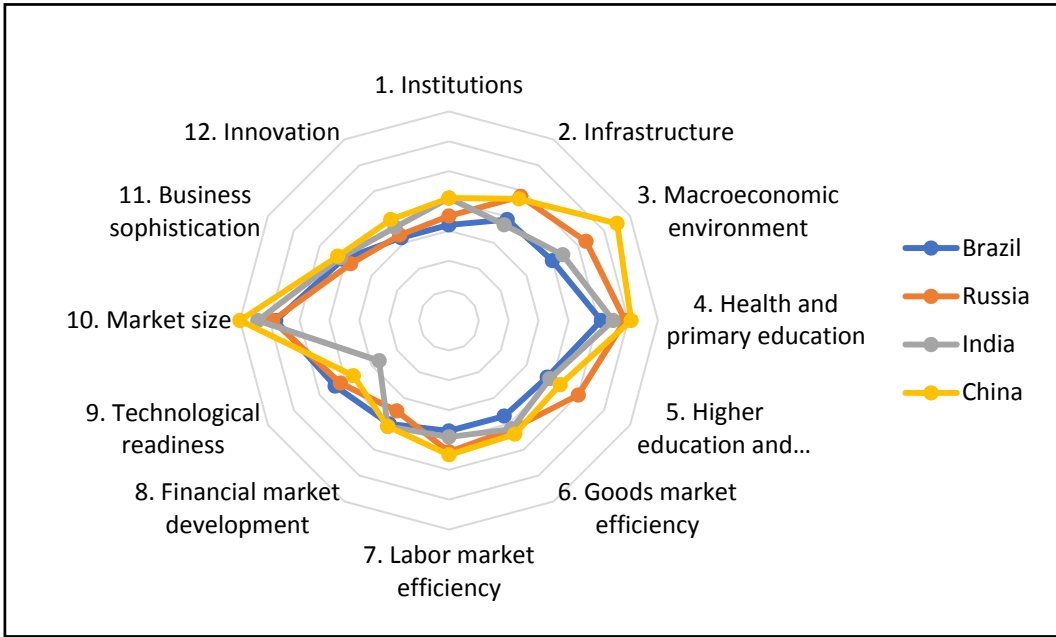 1. Institutions
2. Infrastructure
3. Macroeconomic
environment
4. Health and
primary education
5. Higher
education and…
6. Goods market
efficiency
7. Labor market
efficiency
8. Financial market
development
9. Technological
readiness
10. Market size
11. Business
sophistication
12. Innovation
Brazil
Russia
India
China